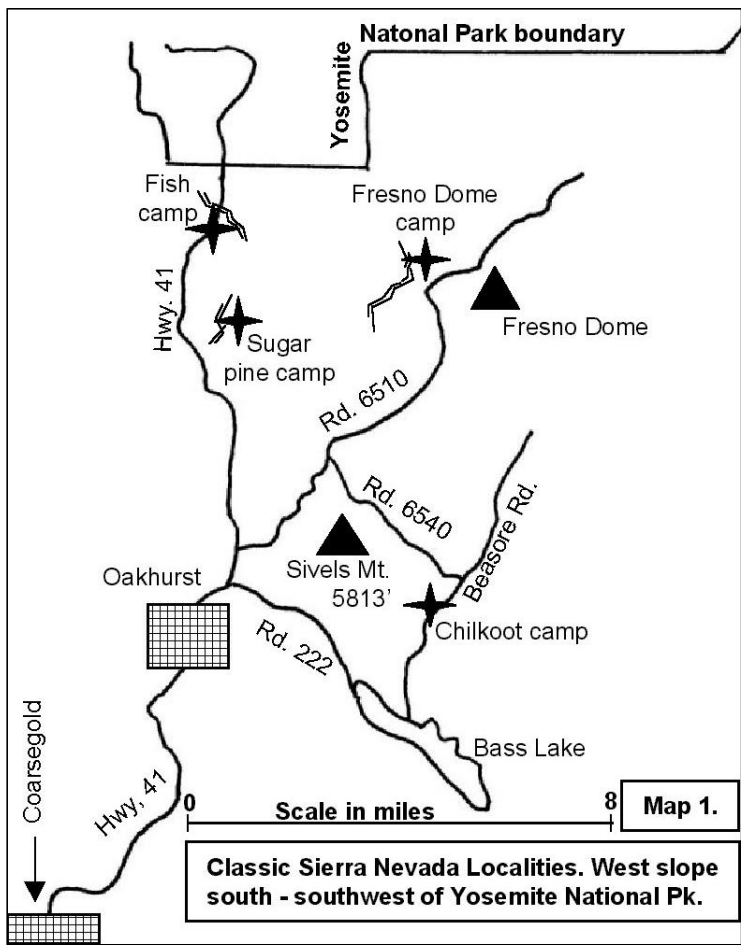 Natonal Park boundary
Yosemite
Fish
camp
Fresno Dome
camp
Hwy. 41
Fresno Dome
Sugar
pine camp
Rd. 6510
Rd. 6540
Beasore Rd.
Oakhurst
Sivels Mt.
5813'
Chilkoot camp
Rd. 222
Bass Lake
Coarsegold
Hwy, 41
0
8
Scale in miles
Map 1.
Classic Sierra Nevada Localities. West slope
south - southwest of Yosemite National Pk.